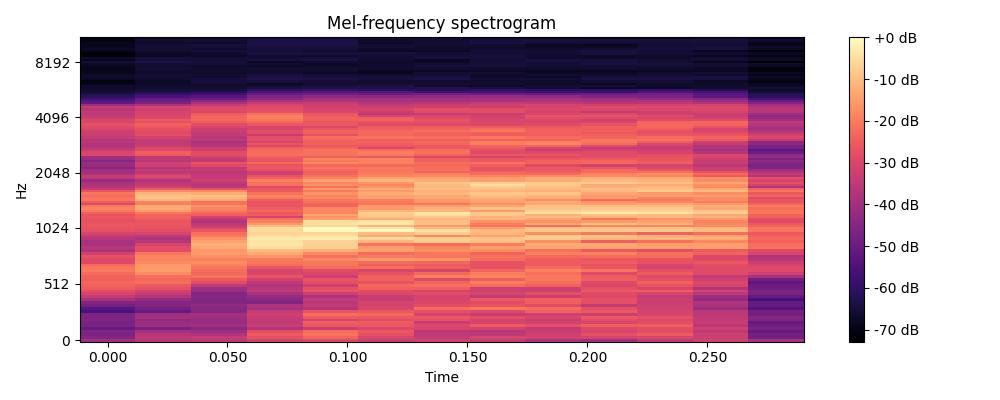 Mel-frequency spectrogram
Hz
8192
4096
2048
1024
512
0
0.000 0.050 0.100 0.150 0.200 0.250
Time
+0 dB
-10 dB
-20 dB
-30 dB
-40 dB
-50 dB
-60 dB
-70 dB